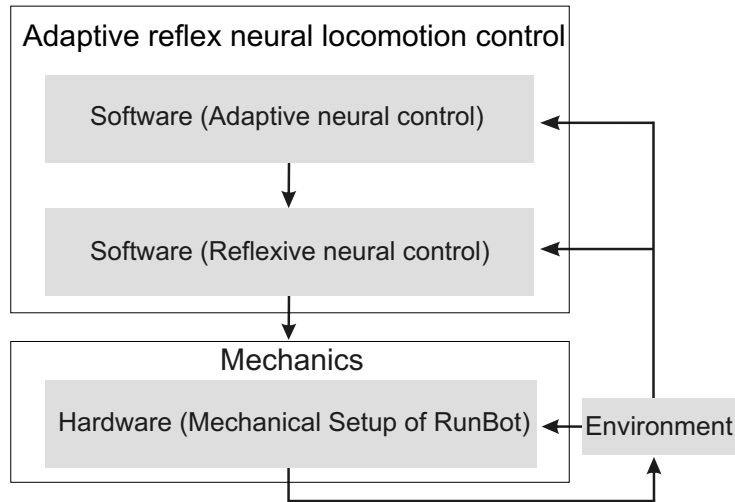 Adaptive reflex neural locomotion control
Software (Adaptive neural control)
Software (Reflexive neural control)
Mechanics
Hardware (Mechanical Setup of RunBot)
Environment